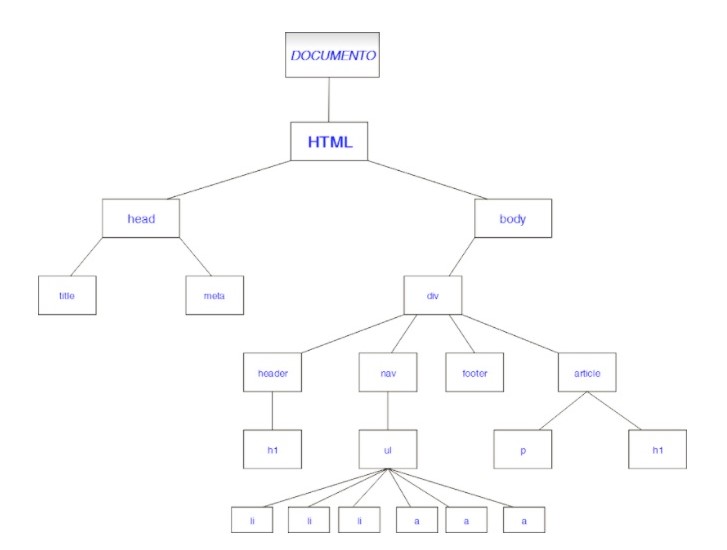 DOCUMENTO
HTML
head
body
title
meta
div
header
nav
footer
article
h1
ul
p
h1
li
li
li
a
a
a